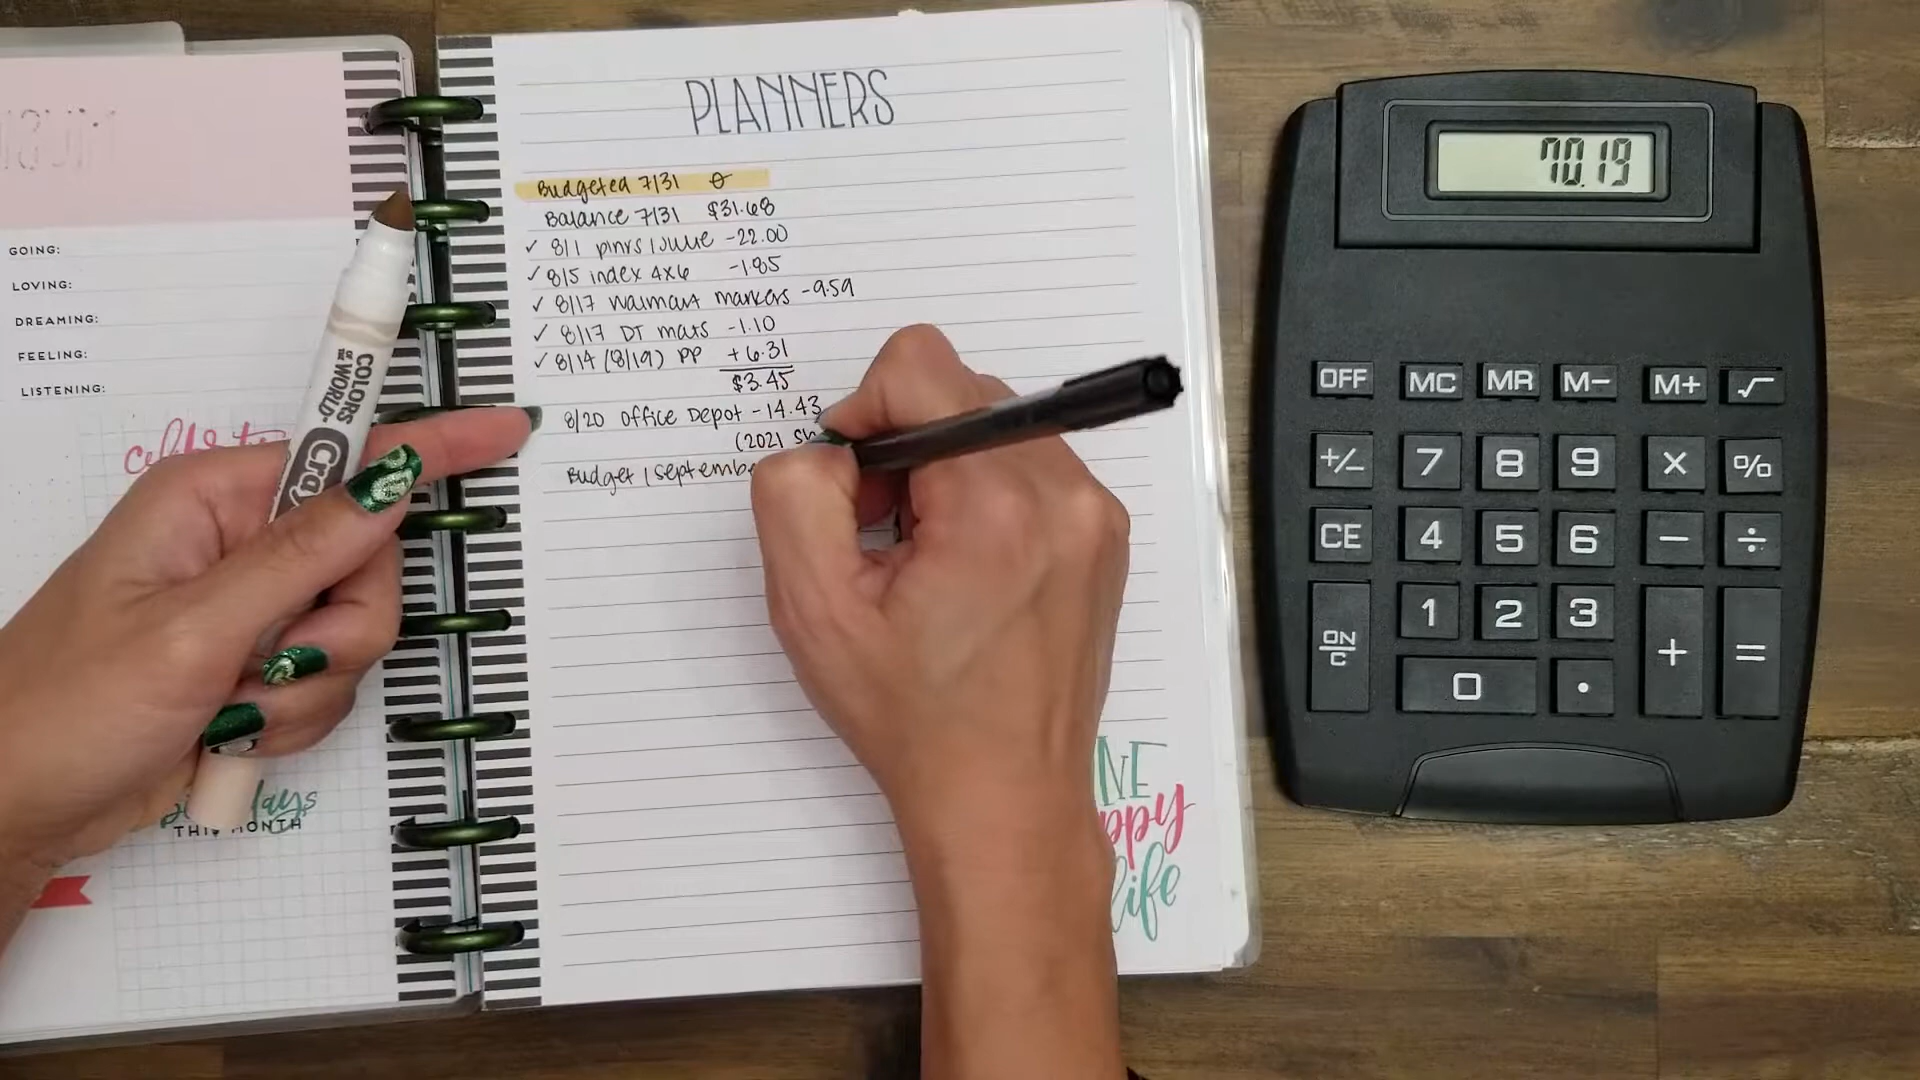 GOING:
LOVING:
DREAMING:
FEELING:
LISTENING:
THIS MONTH
COLORS
OF THE WORLD
PLANNERS
Budgeted 7/31 0
Balance 7/31 $31.68
✓ 8/1 plnrs/Julie -22.00
✓ 8/5 index 4x6 -1.85
✓ 8/17 Walmart markers -9.59
✓ 8/17 DT mats -1.10
✓ 8/14 (8/19) PP +6.31
$3.45
8/20 Office Depot -14.43
(2021
Budget/septembe
life
70.19
OFF MC MR M- M+ √
+/- 7 8 9 × %
CE 4 5 6 − ÷
ON/C 1 2 3 + =
0 .